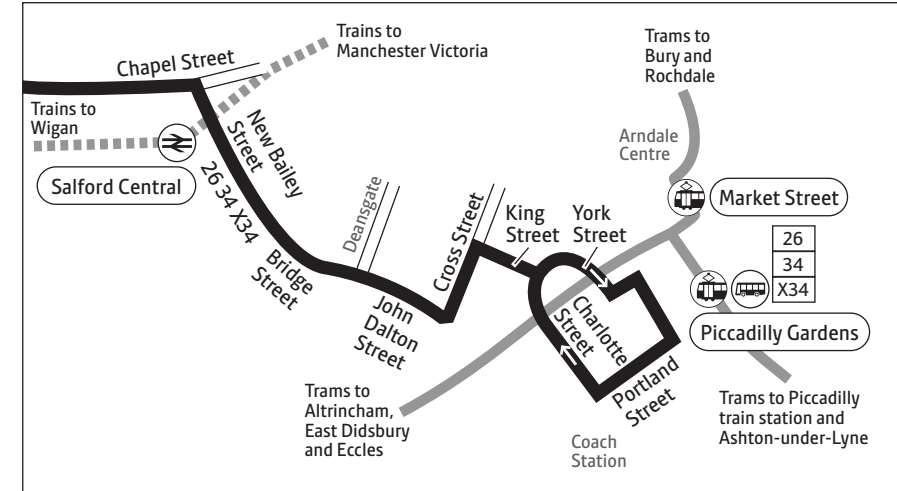 Trains to
Manchester Victoria
Chapel Street
Trams to
Bury and
Rochdale
Trains to
Wigan
New Bailey
Street
Arndale
Centre
Salford Central
26 34 X34
Deansgate
Market Street
King
Street
York
Street
Cross Street
26
34
X34
Bridge
Street
John
Dalton
Street
Charlotte
Street
Piccadilly Gardens
Portland
Street
Trams to
Altrincham,
East Didsbury
and Eccles
Trams to Piccadilly
train station and
Ashton-under-Lyne
Coach
Station